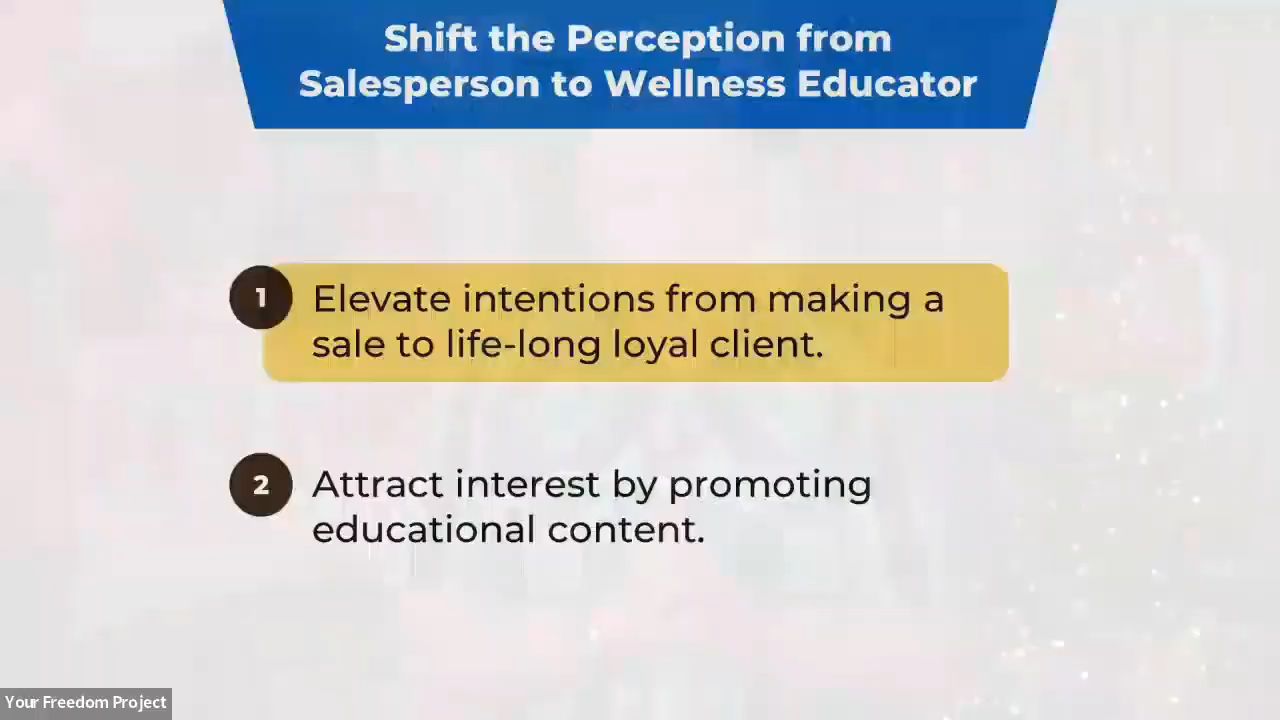 Shift the Perception from
Salesperson to Wellness Educator
1
Elevate intentions from making a
sale to life-long loyal client.
2
Attract interest by promoting
educational content.
Your Freedom Project